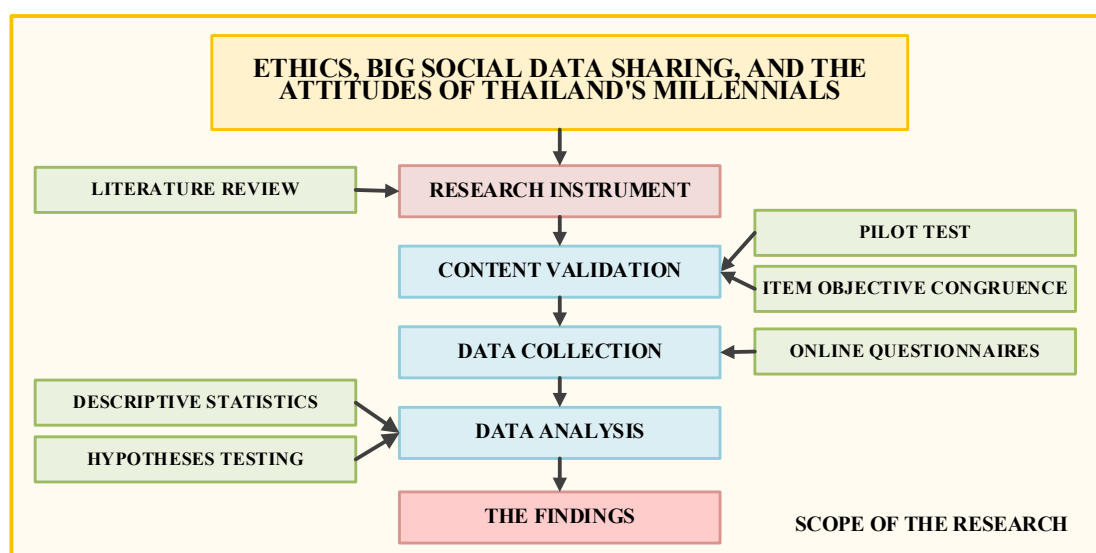 ETHICS, BIG SOCIAL DATA SHARING, AND THE
ATTITUDES OF THAILAND'S MILLENNIALS
LITERATURE REVIEW
RESEARCH INSTRUMENT
PILOT TEST
CONTENT VALIDATION
ITEM OBJECTIVE CONGRUENCE
DATA COLLECTION
ONLINE QUESTIONNAIRES
DESCRIPTIVE STATISTICS
DATA ANALYSIS
HYPOTHESES TESTING
THE FINDINGS
SCOPE OF THE RESEARCH